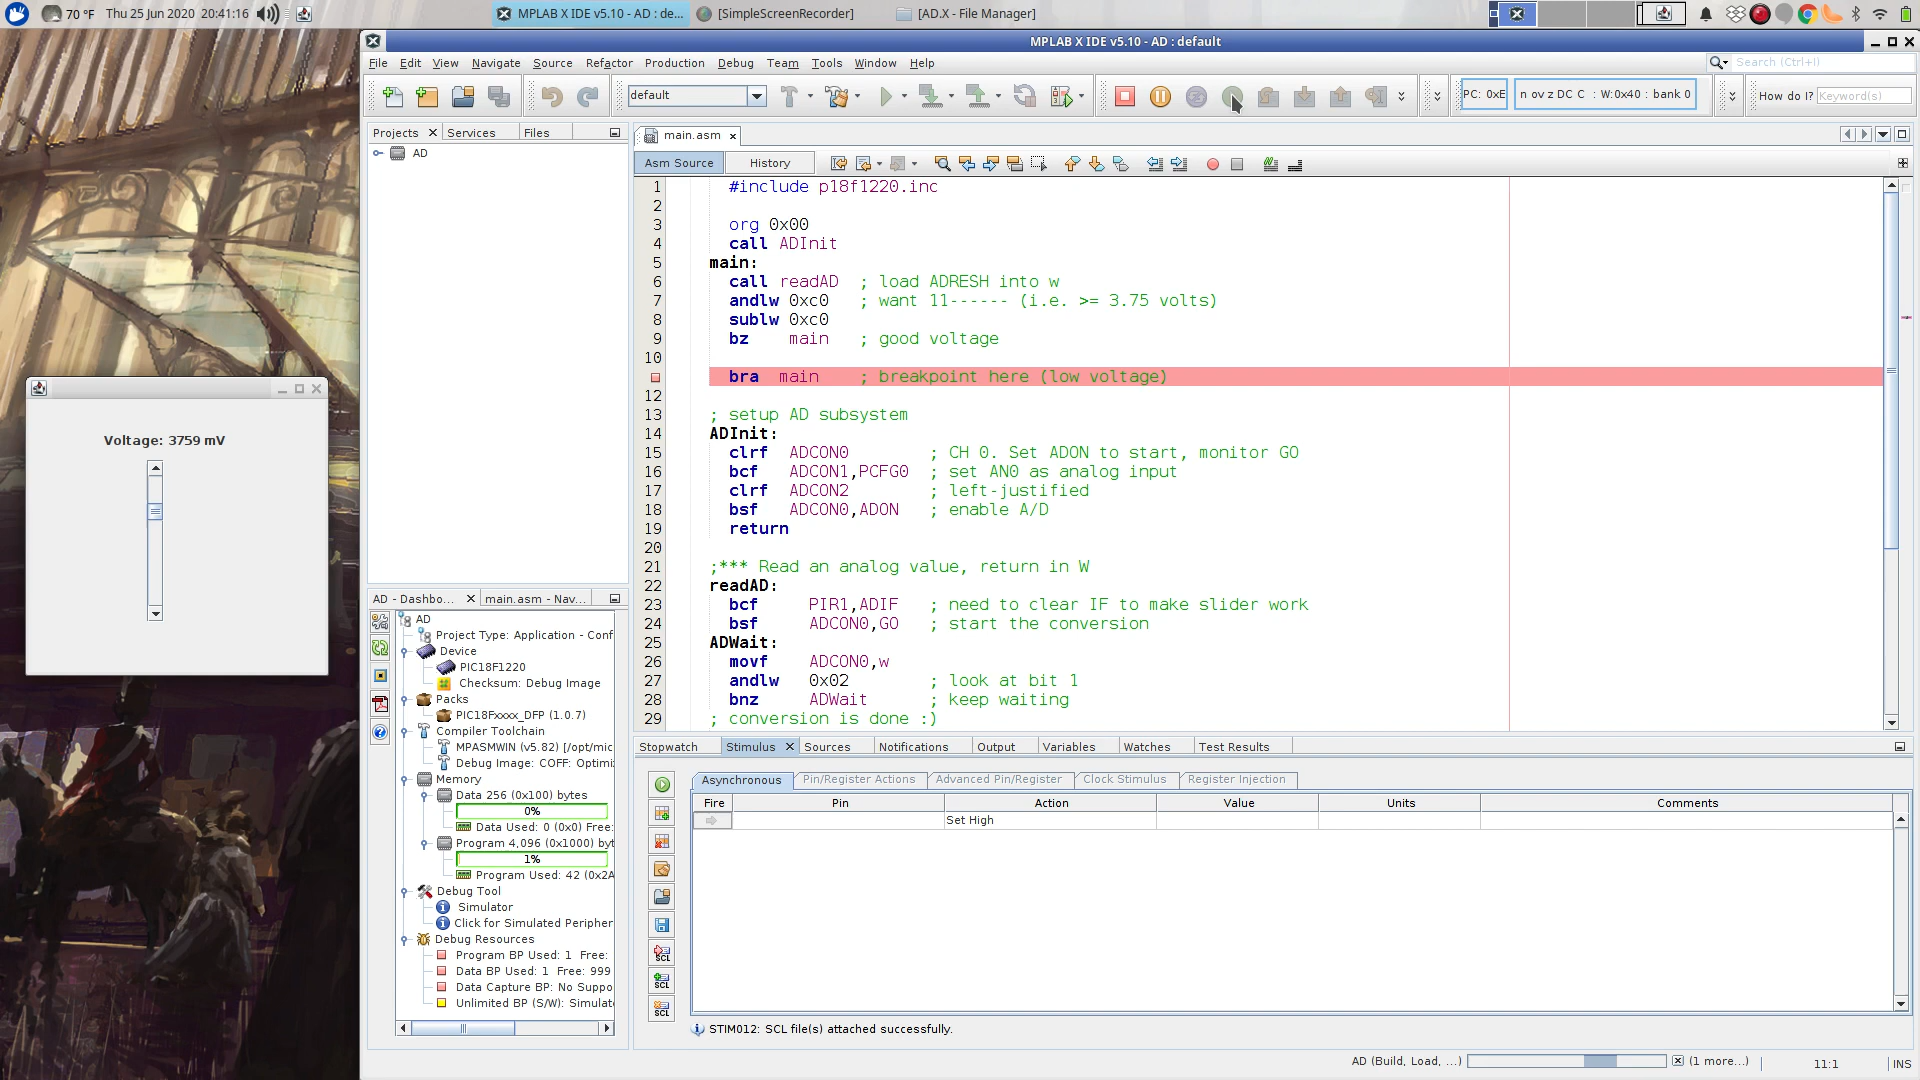 70 °F Thu 25 Jun 2020 20:41:16
MPLAB X IDE v5.10 - AD : de...
[SimpleScreenRecorder]
[AD.X - File Manager]
MPLAB X IDE v5.10 - AD : default
File Edit View Navigate Source Refactor Production Debug Team Tools Window Help
Search (Ctrl+I)
default
PC: 0xE
n ov z DC C : W:0x40 : bank 0
How do I? Keyword(s)
Projects Services Files
AD
main.asm
Asm Source History
1 #include p18f1220.inc
2
3 org 0x00
4 call ADInit
5 main:
6 call readAD ; load ADRESH into w
7 andlw 0xc0 ; want 11------ (i.e. >= 3.75 volts)
8 sublw 0xc0
9 bz main ; good voltage
10
bra main ; breakpoint here (low voltage)
12
13 ; setup AD subsystem
14 ADInit:
15 clrf ADCON0 ; CH 0. Set ADON to start, monitor GO
16 bcf ADCON1,PCFG0 ; set AN0 as analog input
17 clrf ADCON2 ; left-justified
18 bsf ADCON0,ADON ; enable A/D
19 return
20
21 ;*** Read an analog value, return in W
22 readAD:
23 bcf PIR1,ADIF ; need to clear IF to make slider work
24 bsf ADCON0,GO ; start the conversion
25 ADWait:
26 movf ADCON0,w
27 andlw 0x02 ; look at bit 1
28 bnz ADWait ; keep waiting
29 ; conversion is done :)
Voltage: 3759 mV
AD - Dashbo... main.asm - Nav...
AD
Project Type: Application - Conf
Device
PIC18F1220
Checksum: Debug Image
Packs
PIC18Fxxxx_DFP (1.0.7)
Compiler Toolchain
MPASMWIN (v5.82) [/opt/mic
Debug Image: COFF: Optimi
Memory
Data 256 (0x100) bytes
0%
Data Used: 0 (0x0) Free:
Program 4,096 (0x1000) byt
1%
Program Used: 42 (0x2A
Debug Tool
Simulator
Click for Simulated Peripher
Debug Resources
Program BP Used: 1 Free:
Data BP Used: 1 Free: 999
Data Capture BP: No Suppo
Unlimited BP (S/W): Simulat
Stopwatch Stimulus Sources Notifications Output Variables Watches Test Results
Asynchronous Pin/Register Actions Advanced Pin/Register Clock Stimulus Register Injection
Fire Pin Action Value Units Comments
Set High
SCL
SCL
SCL
STIM012: SCL file(s) attached successfully.
AD (Build, Load, ...) (1 more...) 11:1 INS